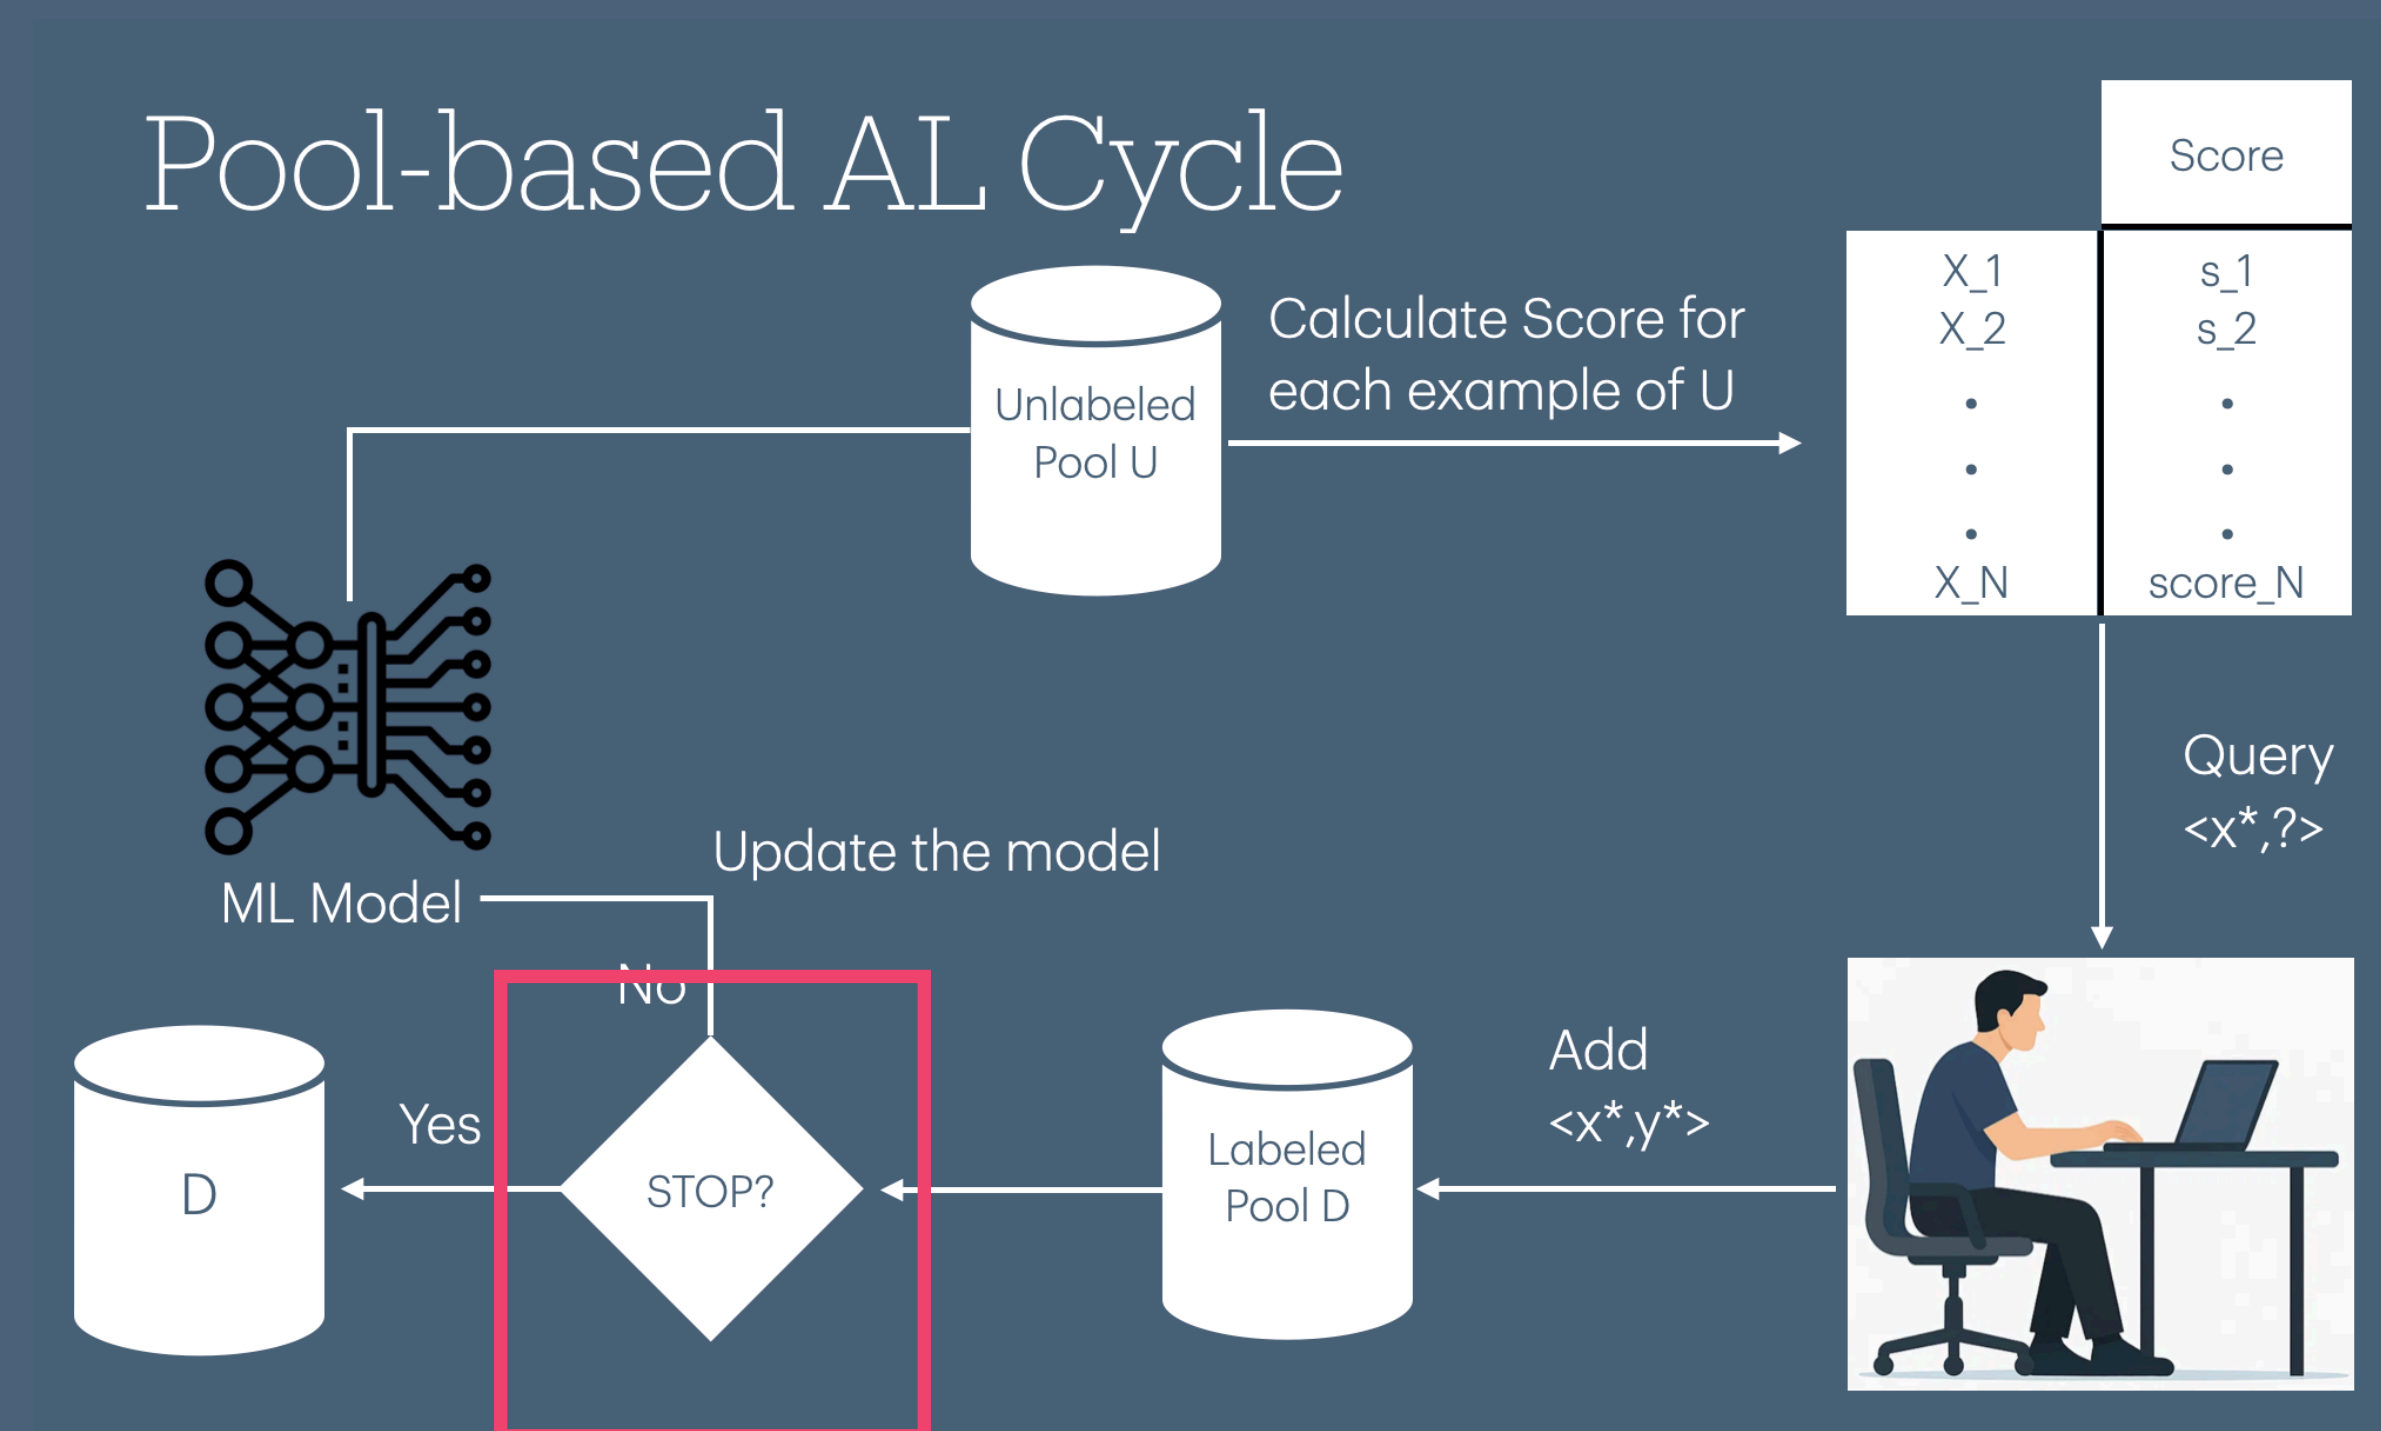 Pool-based AL Cycle
Score
X_1 s_1
X_2 s_2
X_N score_N
Calculate Score for
each example of U
Unlabeled
Pool U
Query
<x*,?>
Update the model
ML Model
No
Add
<x*,y*>
Labeled
Pool D
STOP?
Yes
D